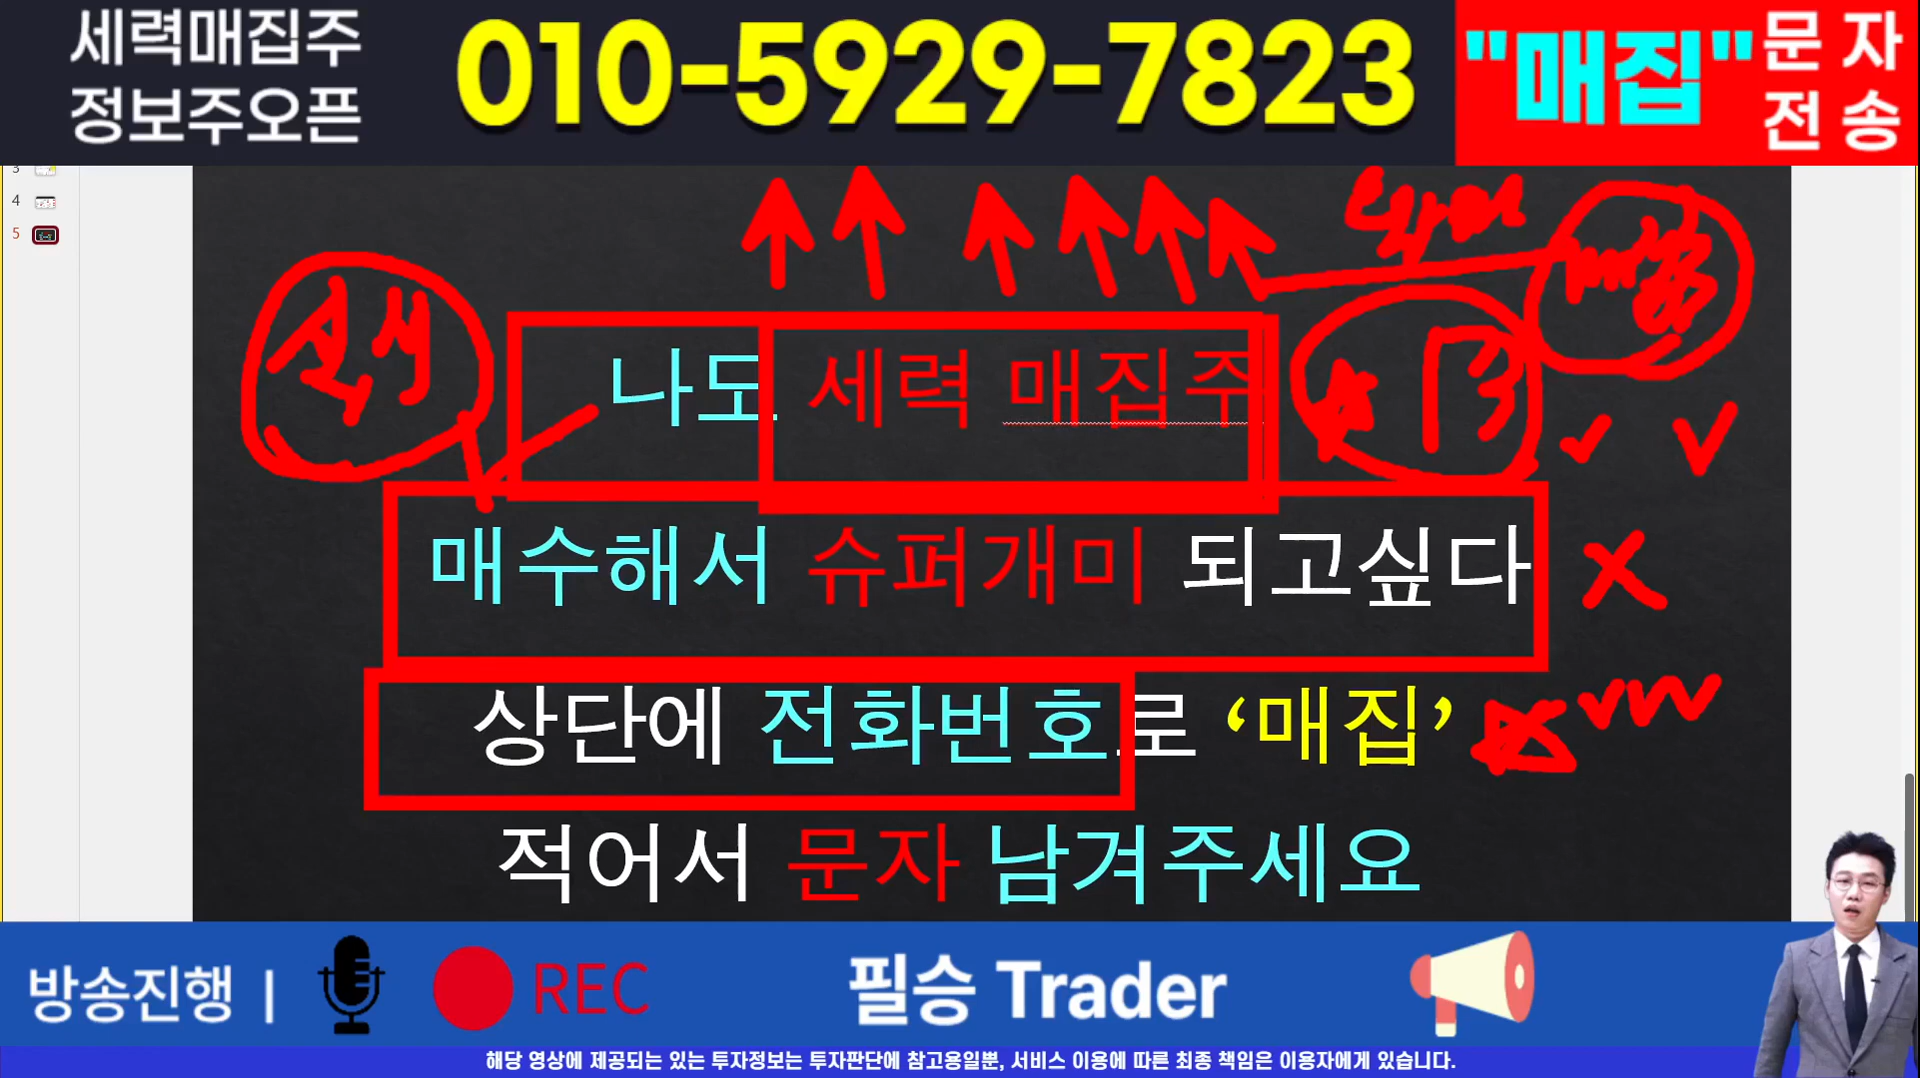 세력매집주
정보주오픈
010-5929-7823
"매집"
문자
전송
3
4
5
나도 세력 매집주
매수해서 슈퍼개미 되고싶다
상단에 전화번호로 ‘매집’
적어서 문자 남겨주세요
방송진행 |
REC
필승 Trader
해당 영상에 제공되는 있는 투자정보는 투자판단에 참고용일뿐, 서비스 이용에 따른 최종 책임은 이용자에게 있습니다.